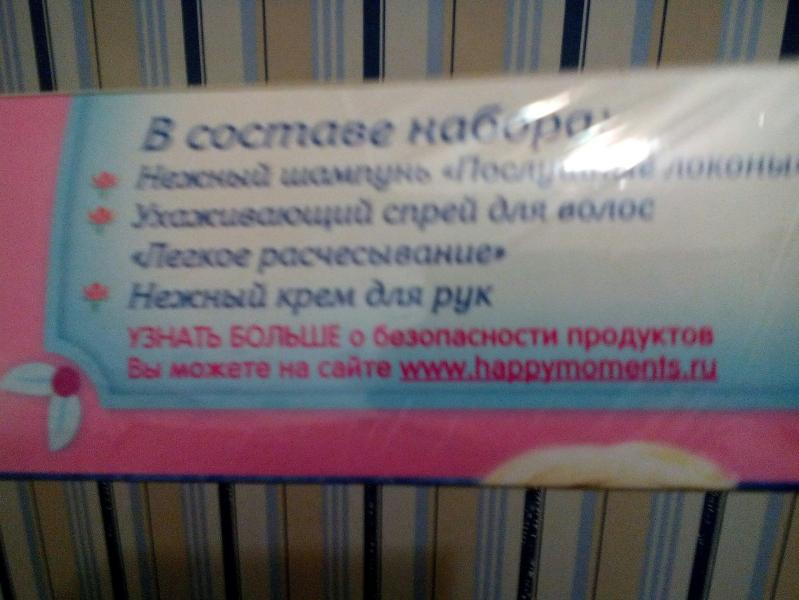 В составе набора:
Нежный шампунь «Послушные локоны»
Ухаживающий спрей для волос
«Легкое расчесывание»
Нежный крем для рук
УЗНАТЬ БОЛЬШЕ о безопасности продуктов
Вы можете на сайте www.happymoments.ru